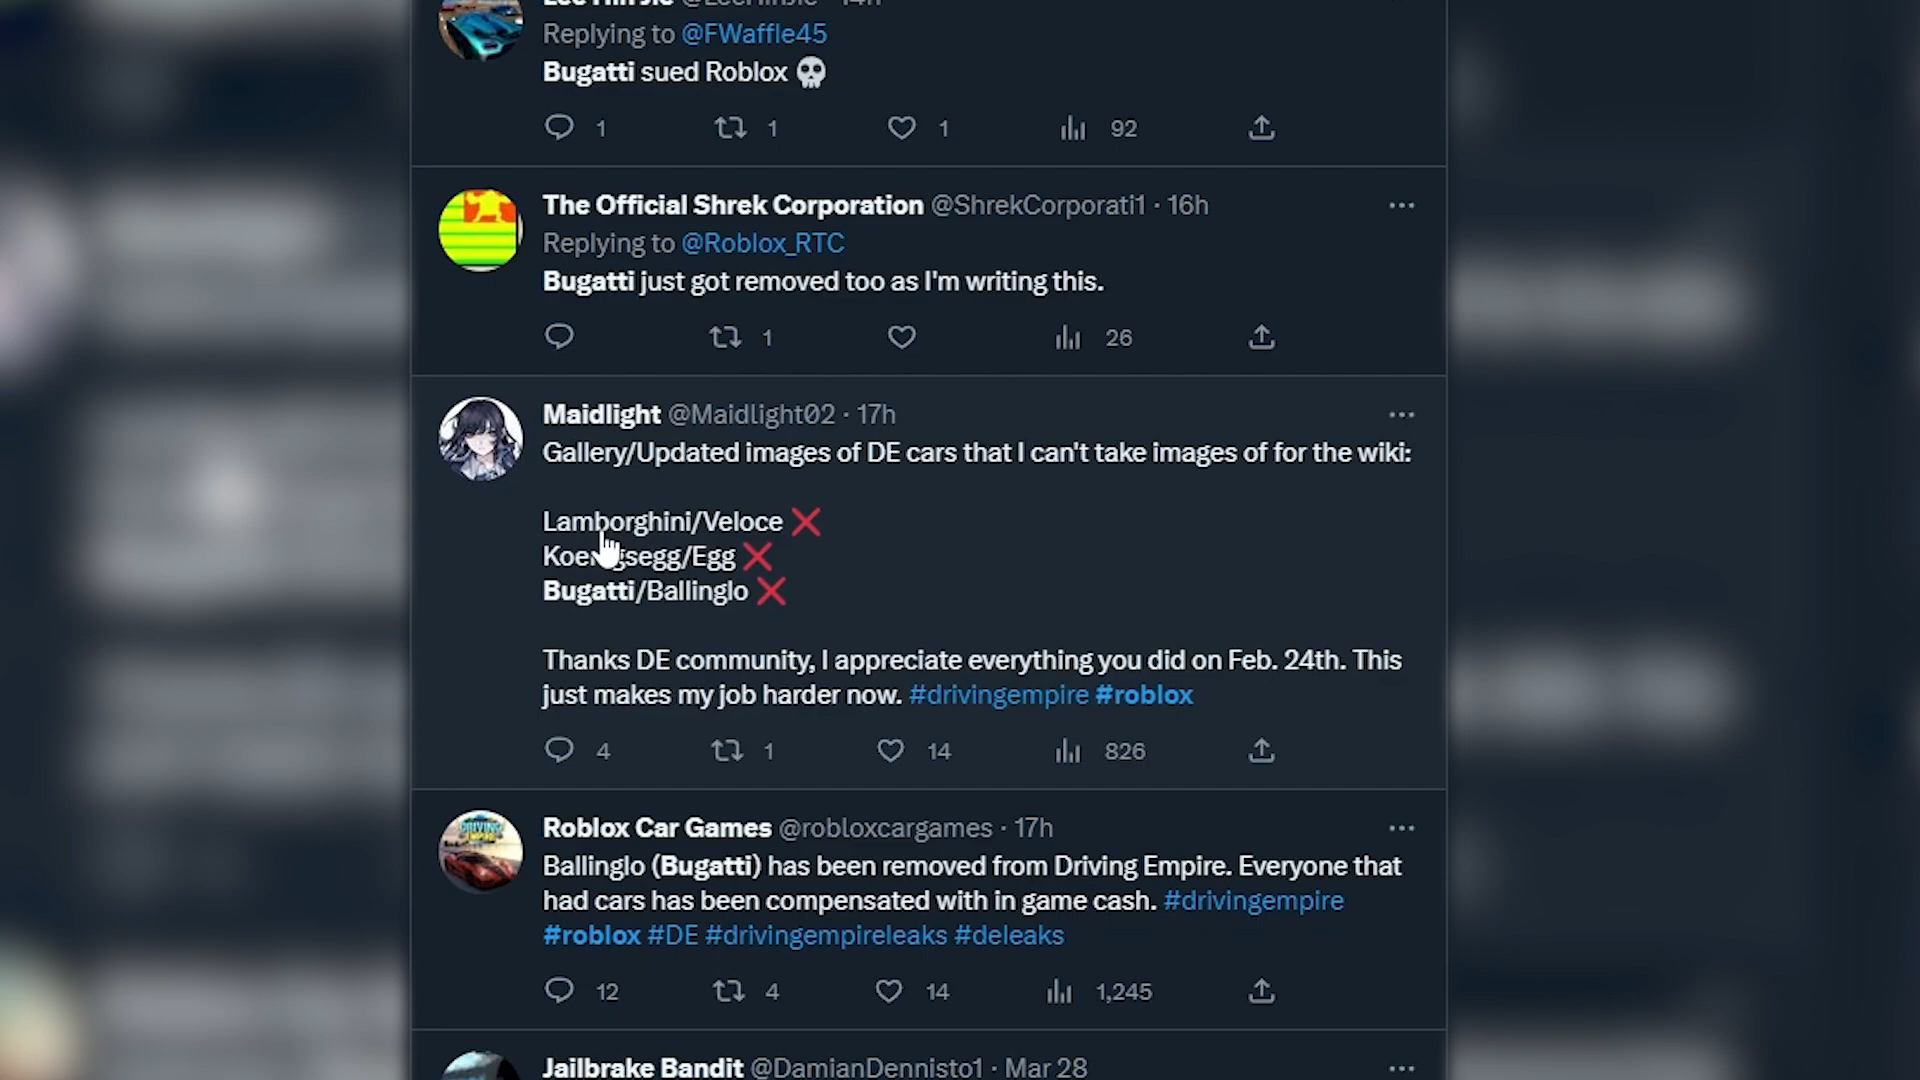 Replying to @FWaffle45
Bugatti sued Roblox 💀
1 1 1 92
The Official Shrek Corporation @ShrekCorporati1 · 16h
Replying to @Roblox_RTC
Bugatti just got removed too as I'm writing this.
1 26
Maidlight @Maidlight02 · 17h
Gallery/Updated images of DE cars that I can't take images of for the wiki:
Lamborghini/Veloce ❌
Koenigsegg/Egg ❌
Bugatti/Ballinglo ❌
Thanks DE community, I appreciate everything you did on Feb. 24th. This
just makes my job harder now. #drivingempire #roblox
4 1 14 826
DRIVING EMPIRE
Roblox Car Games @robloxcargames · 17h
Ballinglo (Bugatti) has been removed from Driving Empire. Everyone that
had cars has been compensated with in game cash. #drivingempire
#roblox #DE #drivingempireleaks #deleaks
12 4 14 1,245
Jailbrake Bandit @DamianDennisto1 · Mar 28